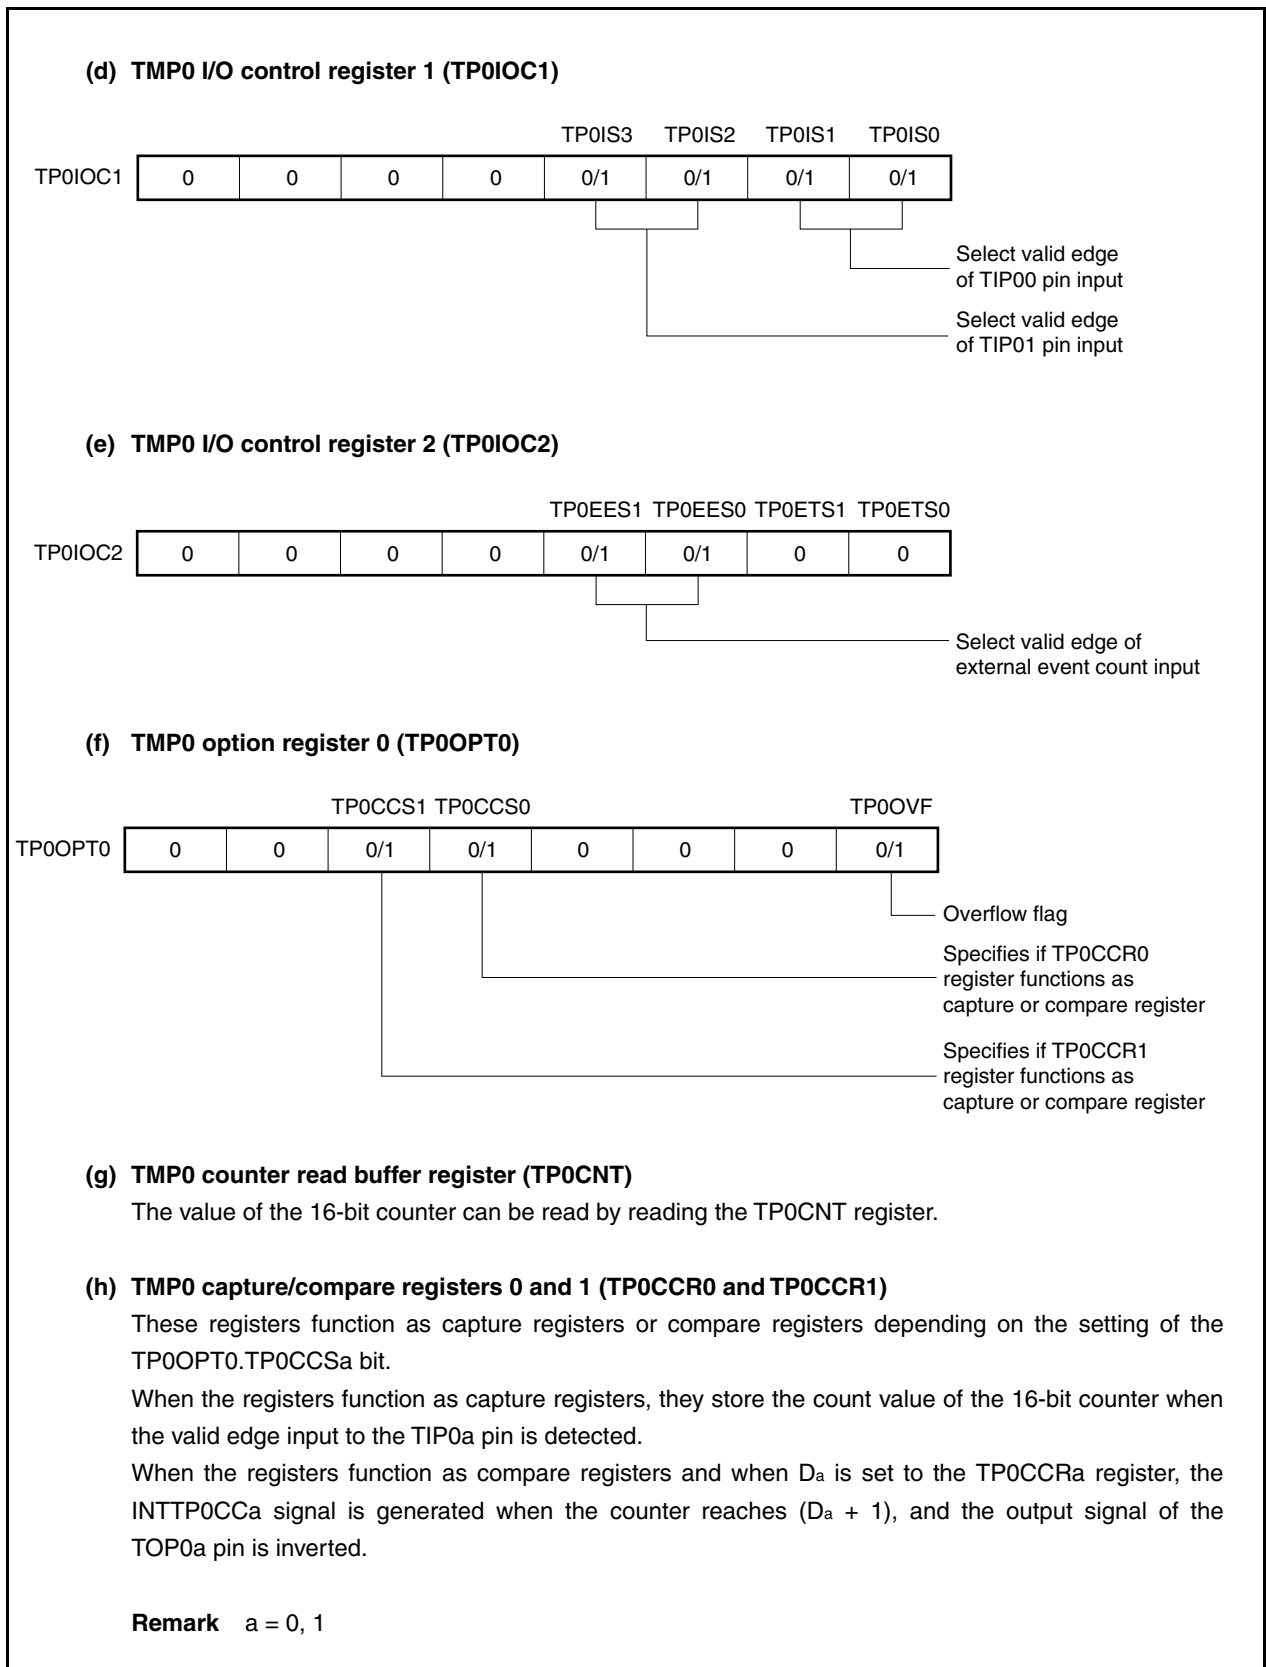 (d) TMP0 I/O control register 1 (TP0IOC1)
TP0IS3 TP0IS2 TP0IS1 TP0IS0
TP0IOC1 0 0 0 0 0/1 0/1 0/1 0/1
Select valid edge
of TIP00 pin input
Select valid edge
of TIP01 pin input
(e) TMP0 I/O control register 2 (TP0IOC2)
TP0EES1 TP0EES0 TP0ETS1 TP0ETS0
TP0IOC2 0 0 0 0 0/1 0/1 0 0
Select valid edge of
external event count input
(f) TMP0 option register 0 (TP0OPT0)
TP0CCS1 TP0CCS0 TP0OVF
TP0OPT0 0 0 0/1 0/1 0 0 0 0/1
Overflow flag
Specifies if TP0CCR0
register functions as
capture or compare register
Specifies if TP0CCR1
register functions as
capture or compare register
(g) TMP0 counter read buffer register (TP0CNT)
The value of the 16-bit counter can be read by reading the TP0CNT register.
(h) TMP0 capture/compare registers 0 and 1 (TP0CCR0 and TP0CCR1)
These registers function as capture registers or compare registers depending on the setting of the
TP0OPT0.TP0CCSa bit.
When the registers function as capture registers, they store the count value of the 16-bit counter when
the valid edge input to the TIP0a pin is detected.
When the registers function as compare registers and when Da is set to the TP0CCRa register, the
INTTP0CCa signal is generated when the counter reaches (Da + 1), and the output signal of the
TOP0a pin is inverted.
Remark a = 0, 1